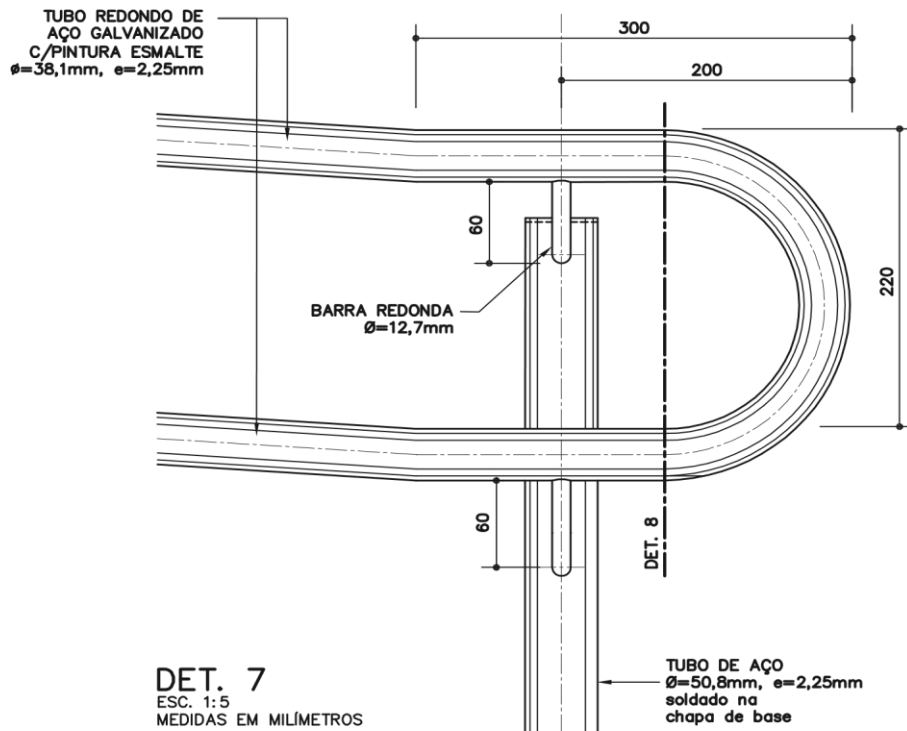 TUBO REDONDO DE
AÇO GALVANIZADO
C/PINTURA ESMALTE
ø=38,1mm, e=2,25mm
300
200
60
BARRA REDONDA
Ø=12,7mm
220
60
DET. 8
DET. 7
ESC. 1:5
MEDIDAS EM MILÍMETROS
TUBO DE AÇO
Ø=50,8mm, e=2,25mm
soldado na
chapa de base